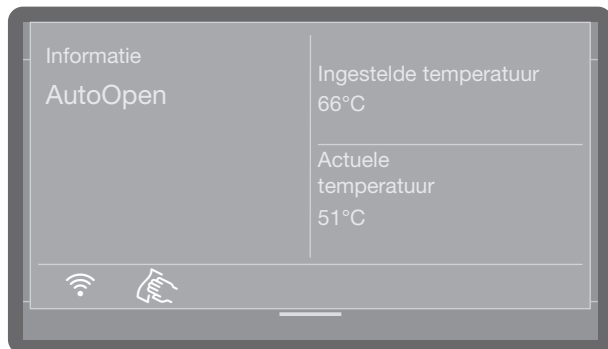 Informatie
AutoOpen
Ingestelde temperatuur
66°C
Actuele
temperatuur
51°C